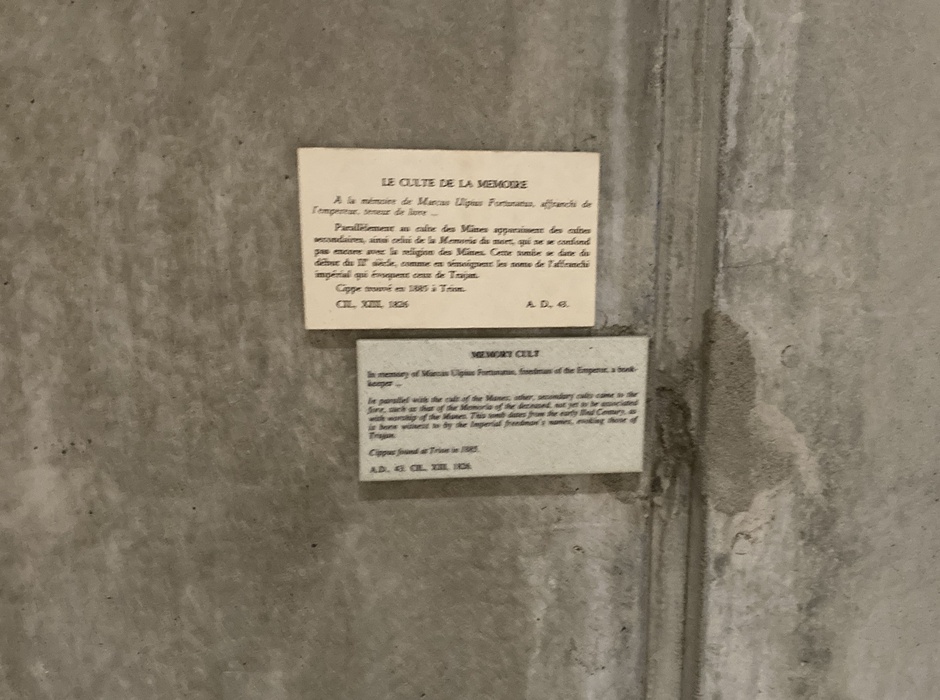 LE CULTE DE LA MEMOIRE
A la mémoire de Marcus Ulpius Fortunatus, affranchi de
l'empereur, teneur de livre ...
Parallèlement au culte des Mânes apparaissent des cultes
secondaires, ainsi celui de la Memoria du mort, qui ne se confond
pas encore avec la religion des Mânes. Cette tombe se date du
début du IIᵉ siècle, comme en témoignent les noms de l'affranchi
impérial qui évoquent ceux de Trajan.
Cippe trouvé en 1885 à Trion.
CIL, XIII, 1826 A. D., 43.
MEMORY CULT
In memory of Marcus Ulpius Fortunatus, freedman of the Emperor, a book-
keeper ...
In parallel with the cult of the Manes, other, secondary cults came to the
fore, such as that of the Memoria of the deceased, not yet to be associated
with worship of the Manes. This tomb dates from the early IInd Century, as
is born witness to by the Imperial freedman's names, evoking those of
Trajan.
Cippus found at Trion in 1885.
A.D., 43. CIL, XIII, 1826.